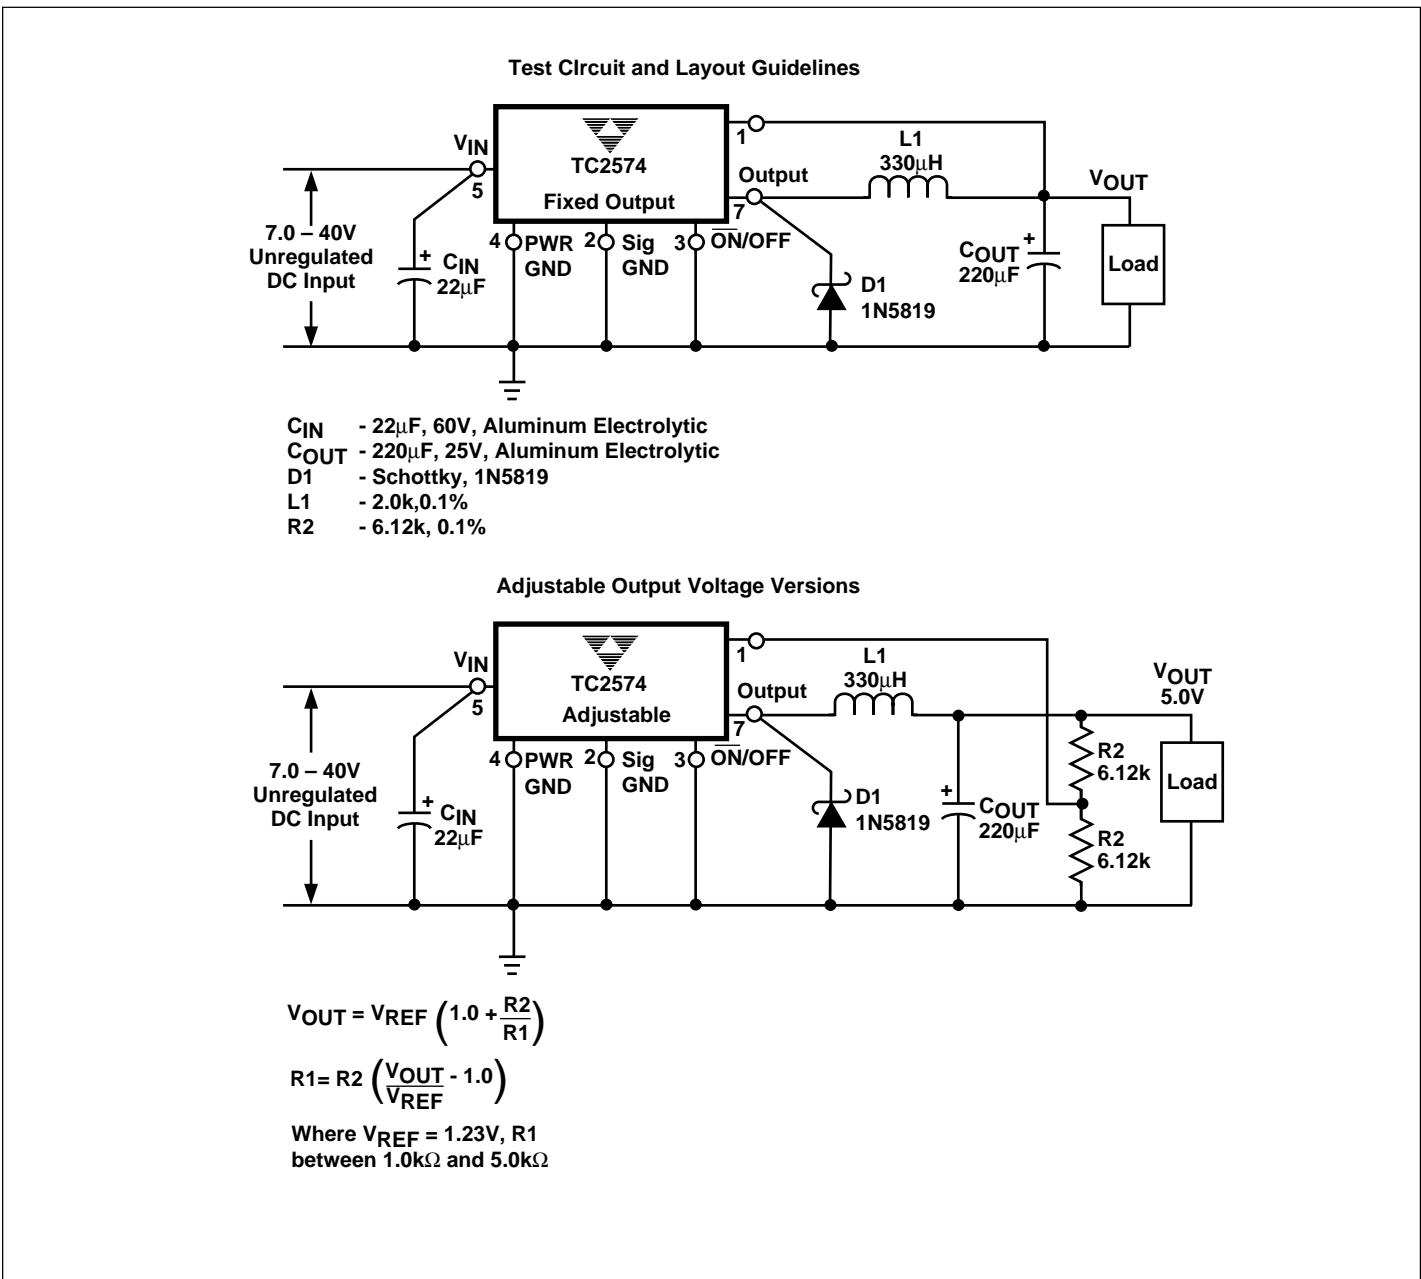 Test CIrcuit and Layout Guidelines
VIN
5
TC2574
Fixed Output
1
Output
7
L1
330μH
VOUT
4 PWR GND
2 Sig GND
3 ON/OFF
7.0 – 40V
Unregulated
DC Input
+
CIN
22μF
D1
1N5819
COUT +
220μF
Load
CIN - 22μF, 60V, Aluminum Electrolytic
COUT - 220μF, 25V, Aluminum Electrolytic
D1 - Schottky, 1N5819
L1 - 2.0k,0.1%
R2 - 6.12k, 0.1%
Adjustable Output Voltage Versions
VIN
5
TC2574
Adjustable
1
Output
7
L1
330μH
VOUT
5.0V
4 PWR GND
2 Sig GND
3 ON/OFF
7.0 – 40V
Unregulated
DC Input
+
CIN
22μF
D1
1N5819
+
COUT
220μF
R2
6.12k
R2
6.12k
Load
VOUT = VREF (1.0 + R2/R1)
R1= R2 (VOUT/VREF - 1.0)
Where VREF = 1.23V, R1
between 1.0kΩ and 5.0kΩ